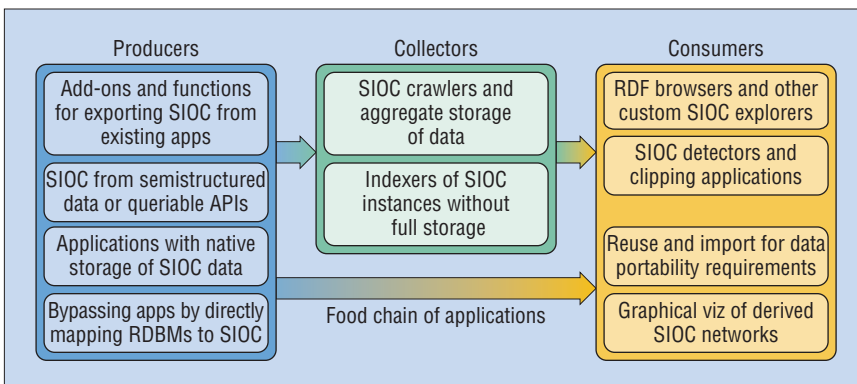 Producers
Add-ons and functions
for exporting SIOC from
existing apps
SIOC from semistructured
data or queriable APIs
Applications with native
storage of SIOC data
Bypassing apps by directly
mapping RDBMs to SIOC
Collectors
SIOC crawlers and
aggregate storage
of data
Indexers of SIOC
instances without
full storage
Food chain of applications
Consumers
RDF browsers and other
custom SIOC explorers
SIOC detectors and
clipping applications
Reuse and import for data
portability requirements
Graphical viz of derived
SIOC networks